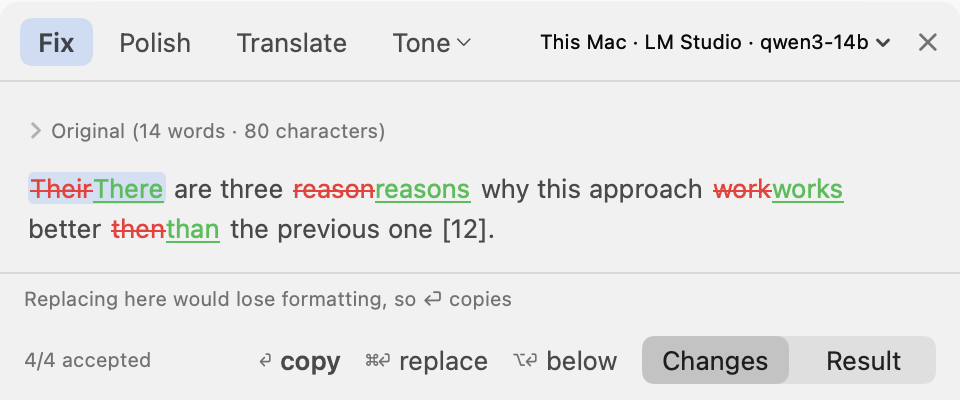 Fix Polish Translate Tone This Mac · LM Studio · qwen3-14b
Original (14 words · 80 characters)
TheirThere are three reasonreasons why this approach workworks
better thenthan the previous one [12].
Replacing here would lose formatting, so ⏎ copies
4/4 accepted ⏎ copy ⌘⏎ replace ⌥⏎ below Changes Result